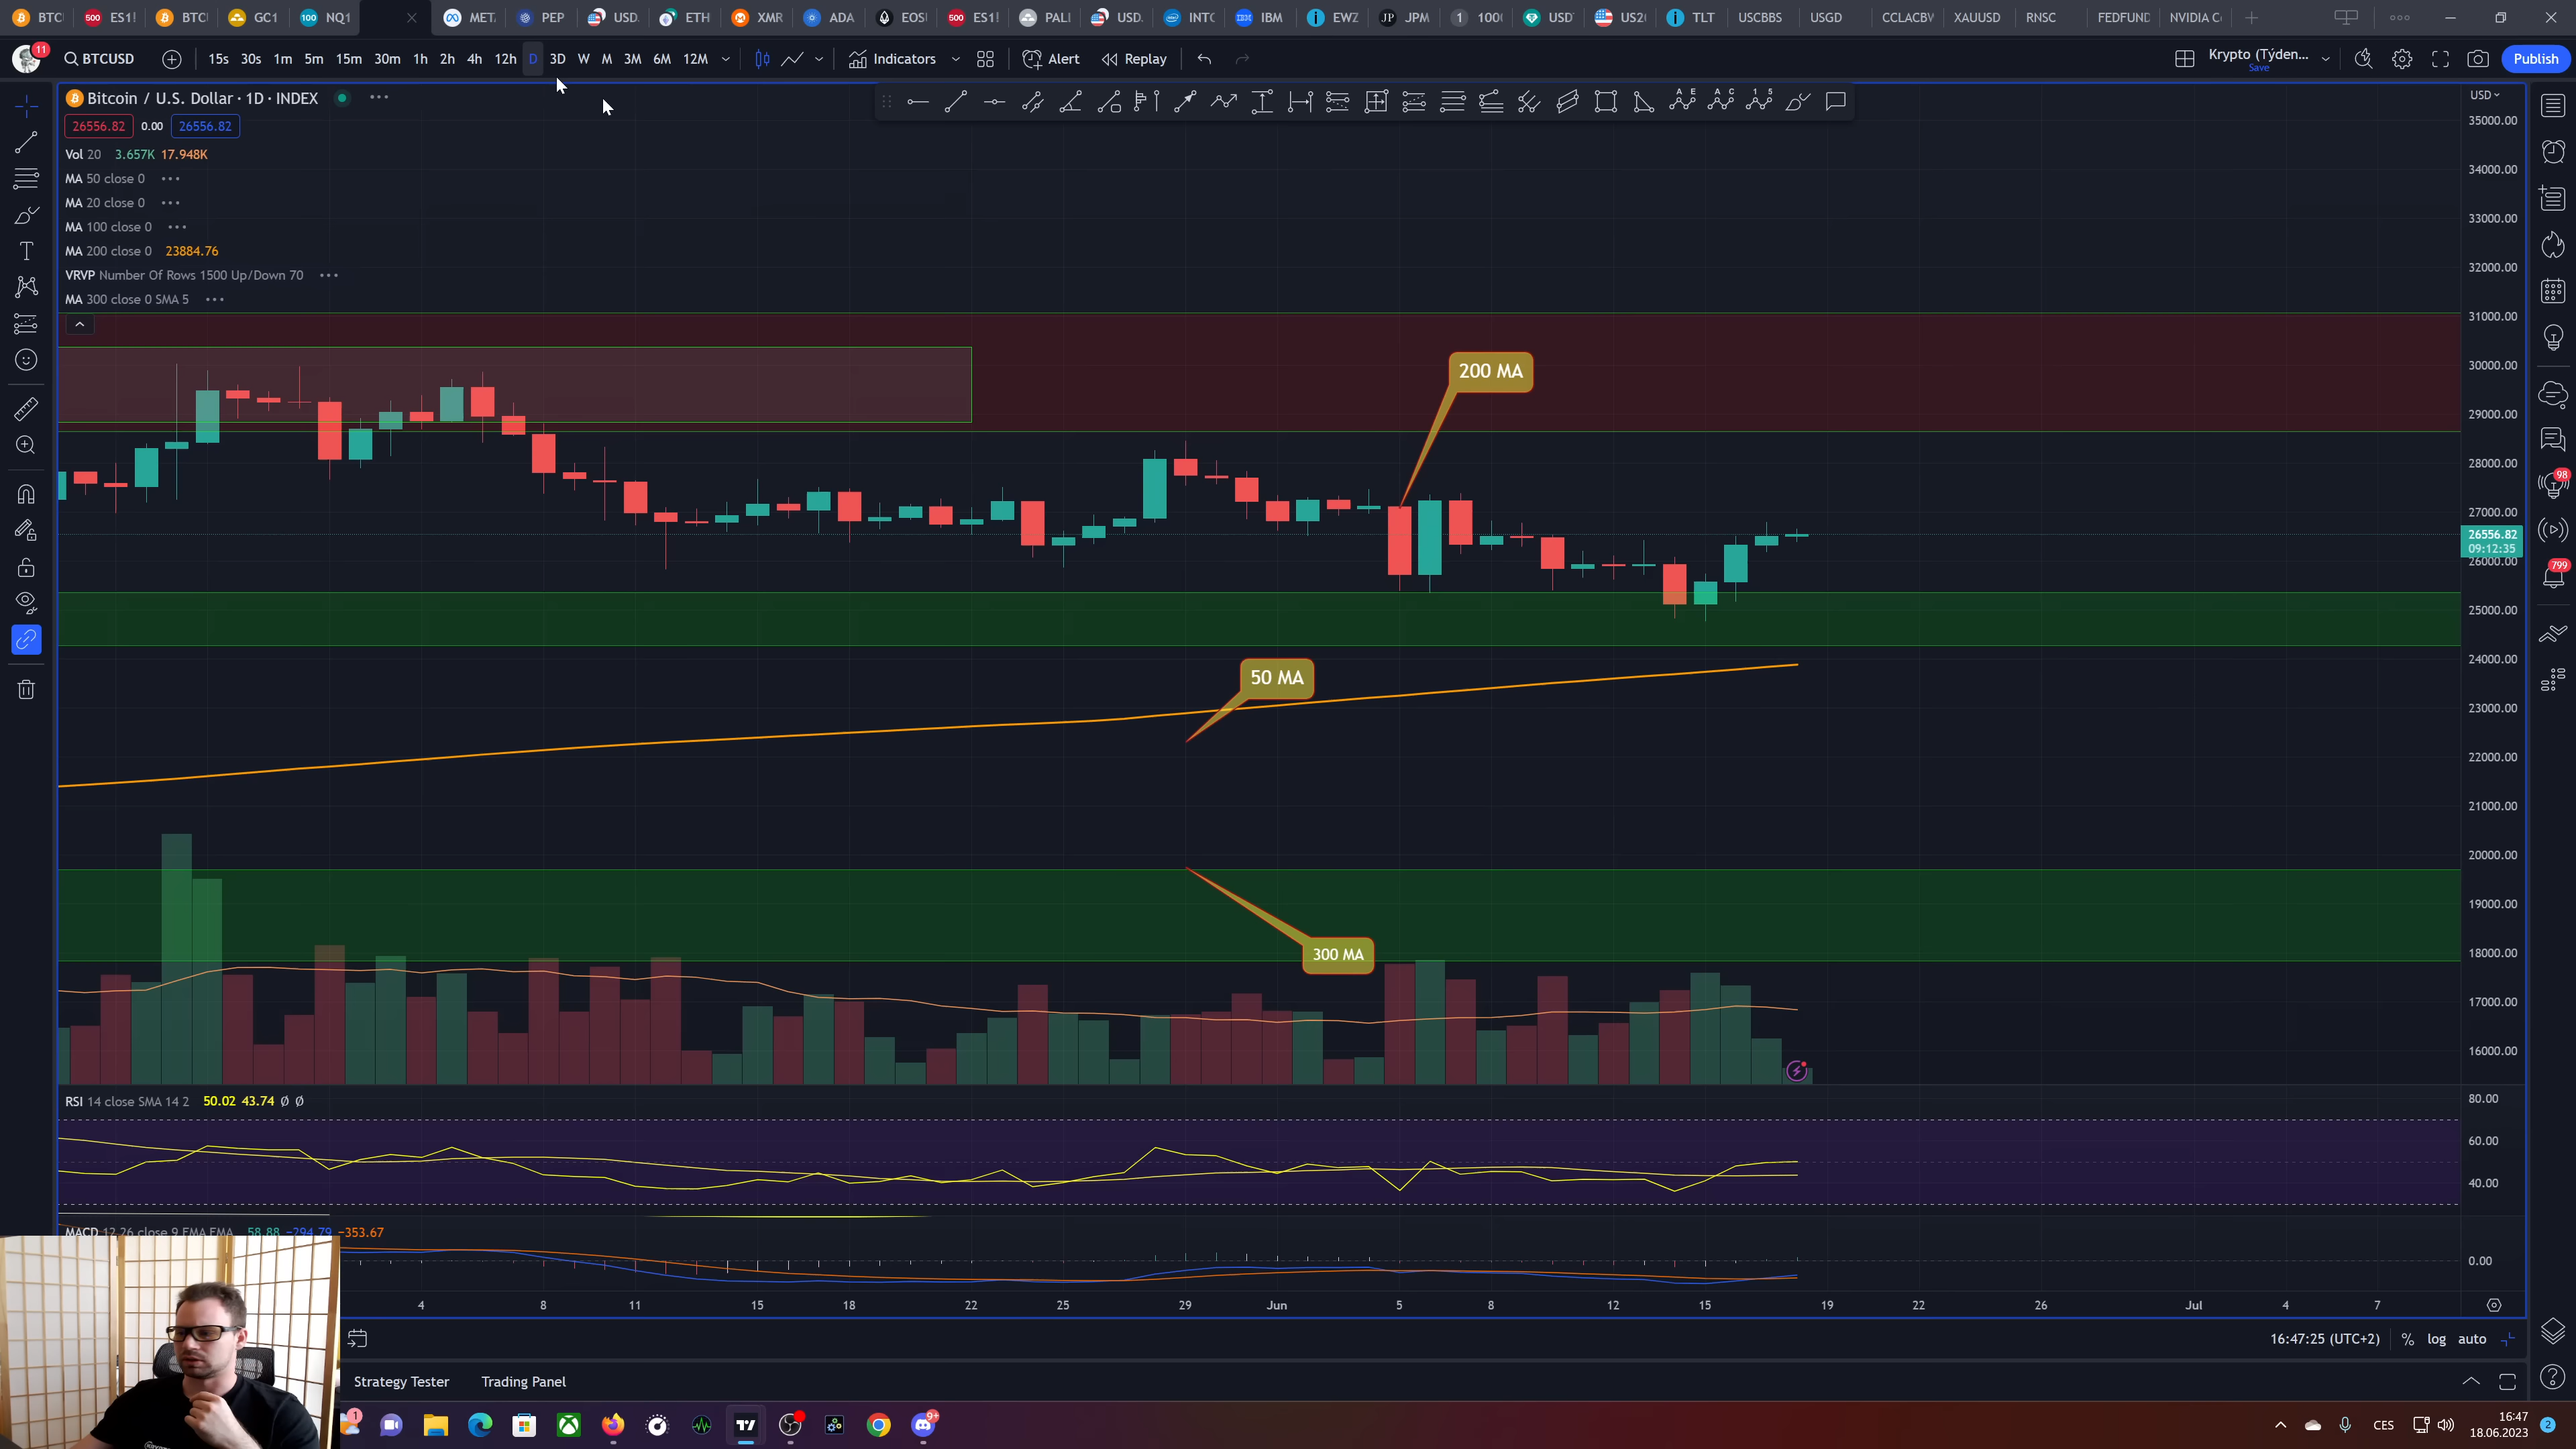 BTC
ES1!
BTC
GC1
NQ1
META
PEP
USD
ETH
XMR
ADA
EOS
ES1!
PALI
USD
INTC
IBM
EWZ
JPM
100
USDT
US20
TLT
USCBBS
USGD
CCLACBV
XAUUSD
RNSC
FEDFUND
NVIDIA C
11
BTCUSD
15s 30s 1m 5m 15m 30m 1h 2h 4h 12h D 3D W M 3M 6M 12M
Indicators
Alert
Replay
Krypto (Týden...
Save
Publish
Bitcoin / U.S. Dollar · 1D · INDEX
26556.82 0.00 26556.82
Vol 20 3.657K 17.948K
MA 50 close 0
MA 20 close 0
MA 100 close 0
MA 200 close 0 23884.76
VRVP Number Of Rows 1500 Up/Down 70
MA 300 close 0 SMA 5
USD
35000.00
34000.00
33000.00
32000.00
31000.00
30000.00
29000.00
28000.00
27000.00
26556.82
09:12:35
26000.00
25000.00
24000.00
23000.00
22000.00
21000.00
20000.00
19000.00
18000.00
17000.00
16000.00
200 MA
50 MA
300 MA
98
799
RSI 14 close SMA 14 2 50.02 43.74 Ø Ø
80.00
60.00
40.00
MACD 12 26 close 9 EMA EMA 58.88 −294.79 −353.67
0.00
4 8 11 15 18 22 25 29 Jun 5 8 12 15 19 22 26 Jul 4 7
16:47:25 (UTC+2) % log auto
Strategy Tester Trading Panel
1
9+
CES
16:47
18.06.2023
2